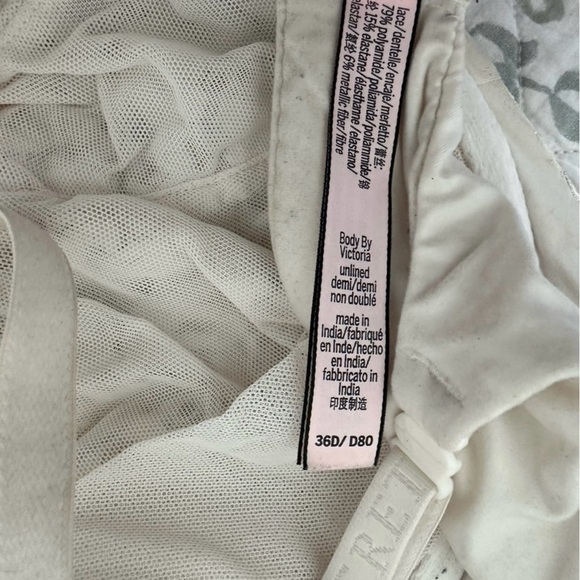 lace/dentelle/encaje/merletto/蕾丝:
79% polyamide/poliamida/poliammide/锦
纶 15% elastane/élasthanne/elastano/
elastan/氨纶 6% metallic fiber/fibre
Body By
Victoria
unlined
demi/demi
non doublé
made in
India/fabriqué
en Inde/hecho
en India/
fabbricato in
India
印度制造
36D/ D80
RET